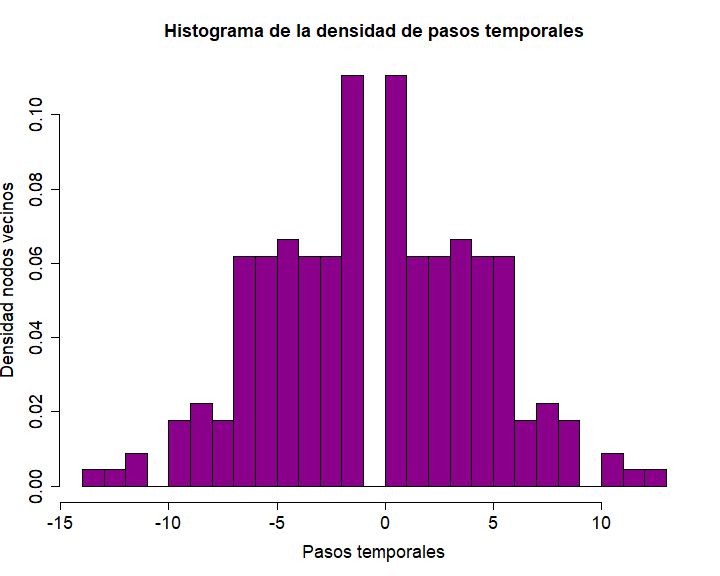 Histograma de la densidad de pasos temporales
Densidad nodos vecinos
0.10
0.08
0.06
0.04
0.02
0.00
-15 -10 -5 0 5 10
Pasos temporales